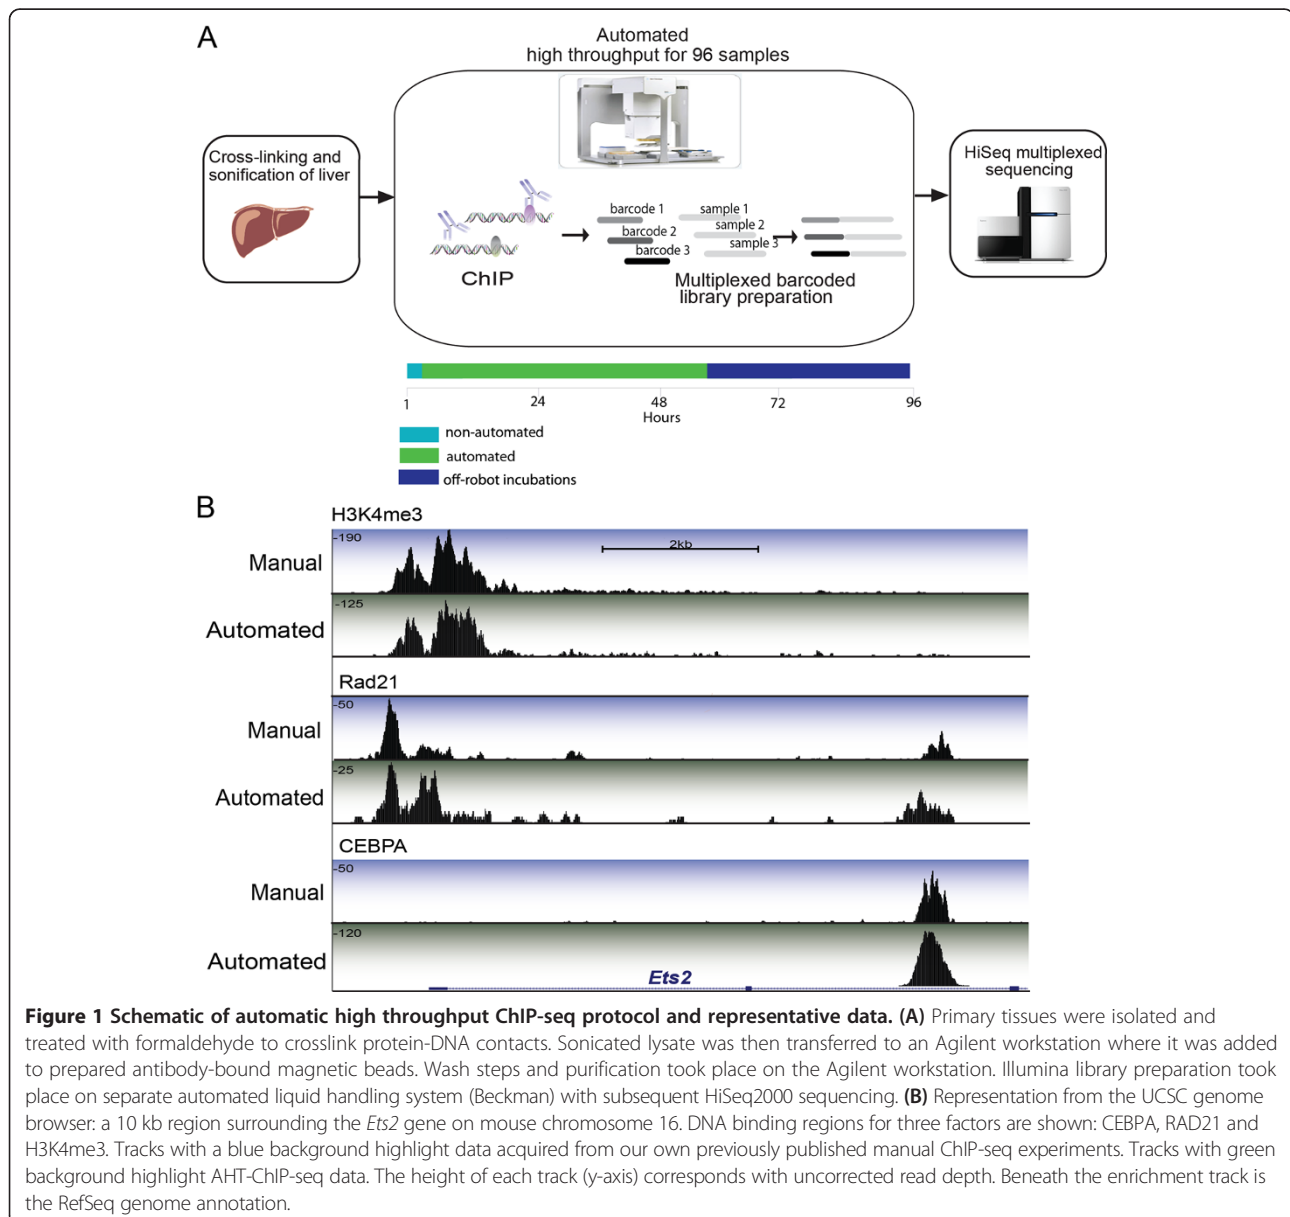 A
Automated
high throughput for 96 samples
Cross-linking and
sonification of liver
HiSeq multiplexed
sequencing
barcode 1
barcode 2
barcode 3
sample 1
sample 2
sample 3
ChIP
Multiplexed barcoded
library preparation
1 24 48 72 96
Hours
non-automated
automated
off-robot incubations
B
H3K4me3
Manual
-190
2kb
Automated
-125
Rad21
Manual
-50
Automated
-25
CEBPA
Manual
-50
Automated
-120
Ets2
Figure 1 Schematic of automatic high throughput ChIP-seq protocol and representative data. (A) Primary tissues were isolated and
treated with formaldehyde to crosslink protein-DNA contacts. Sonicated lysate was then transferred to an Agilent workstation where it was added
to prepared antibody-bound magnetic beads. Wash steps and purification took place on the Agilent workstation. Illumina library preparation took
place on separate automated liquid handling system (Beckman) with subsequent HiSeq2000 sequencing. (B) Representation from the UCSC genome
browser: a 10 kb region surrounding the Ets2 gene on mouse chromosome 16. DNA binding regions for three factors are shown: CEBPA, RAD21 and
H3K4me3. Tracks with a blue background highlight data acquired from our own previously published manual ChIP-seq experiments. Tracks with green
background highlight AHT-ChIP-seq data. The height of each track (y-axis) corresponds with uncorrected read depth. Beneath the enrichment track is
the RefSeq genome annotation.